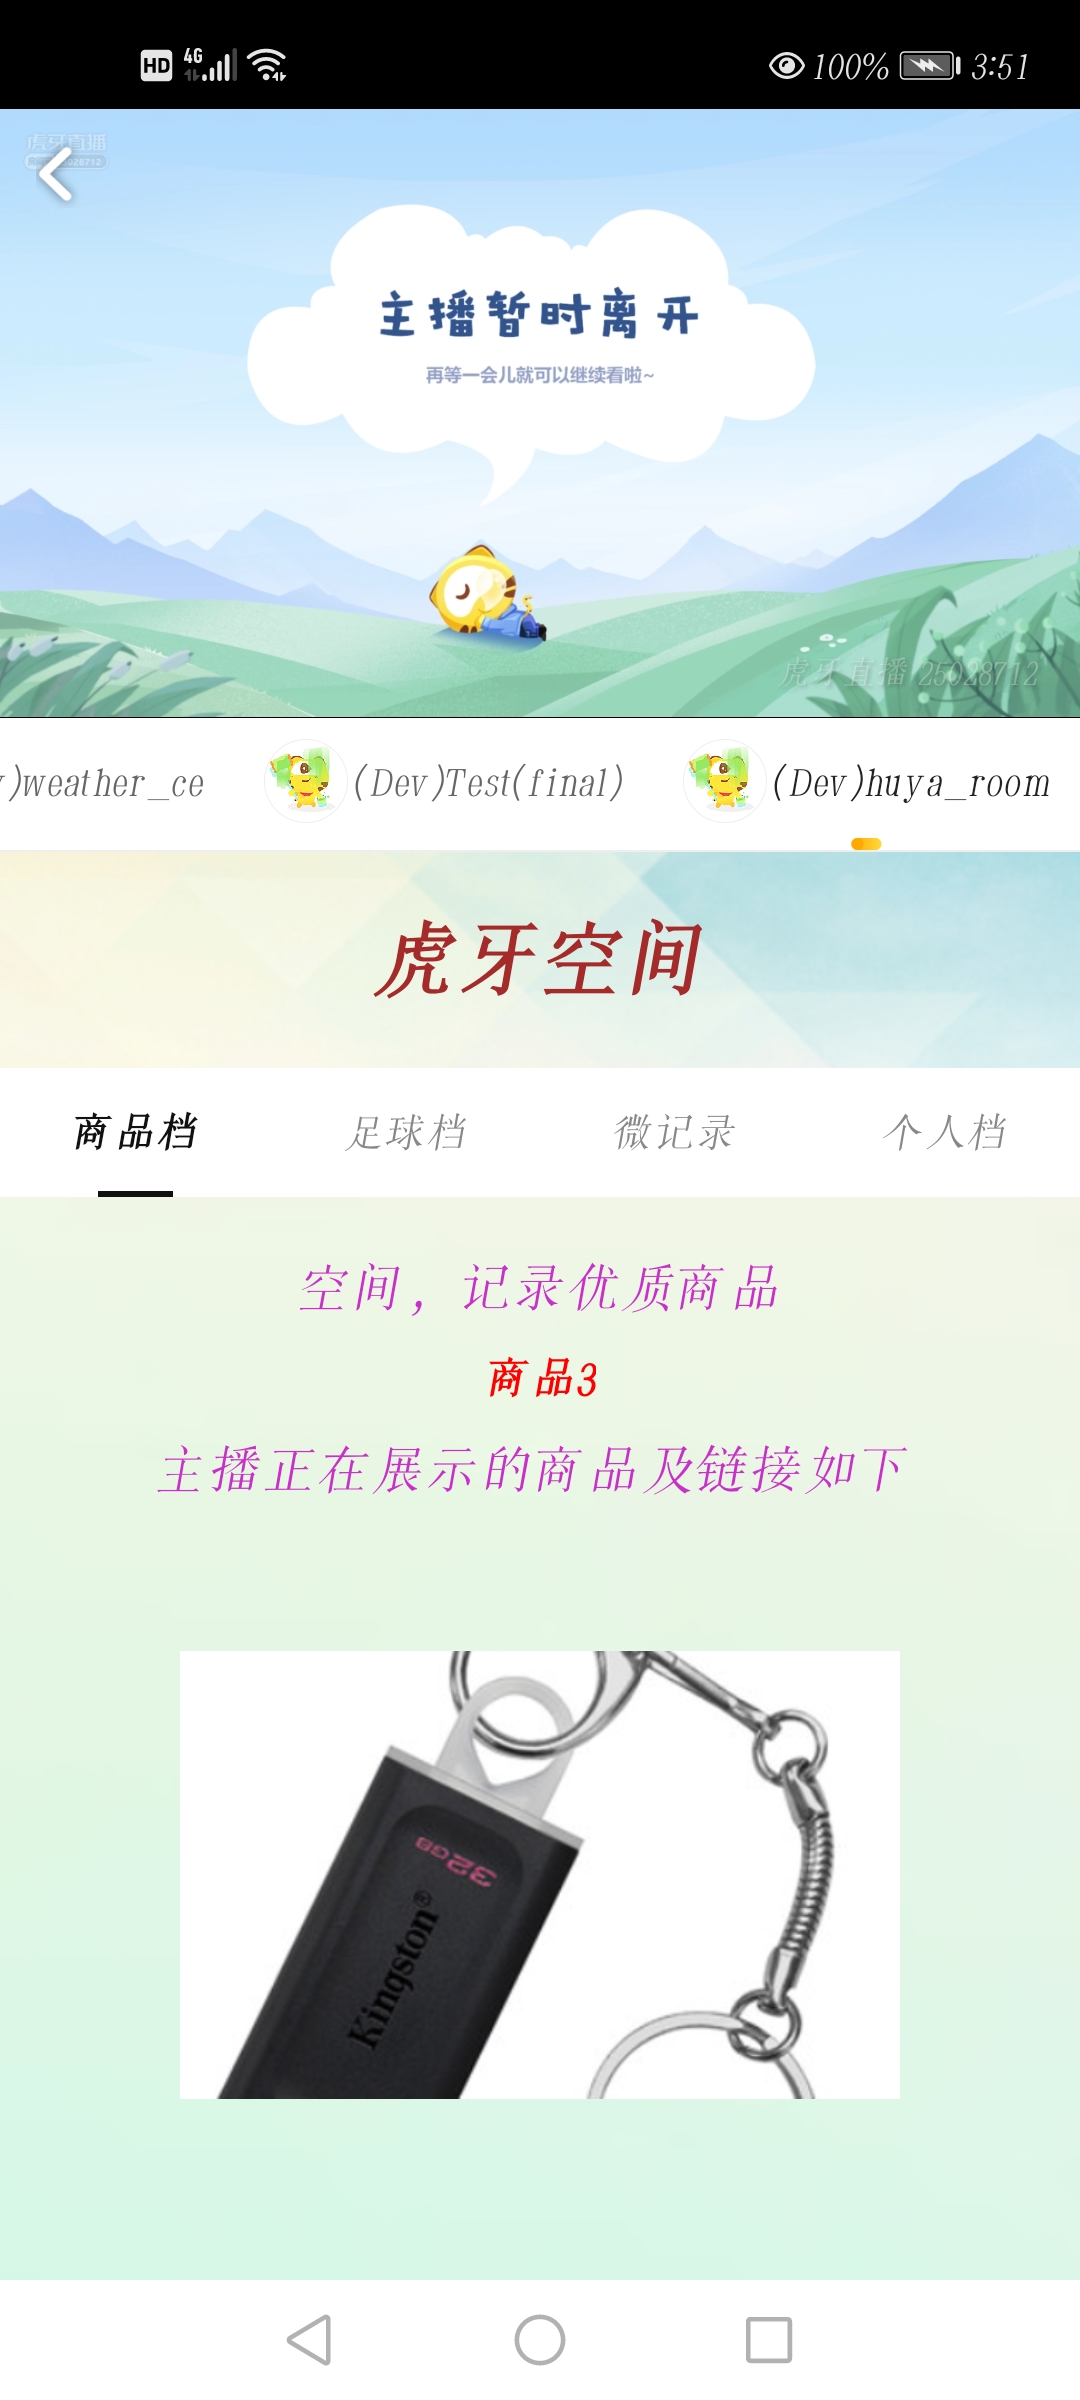 HD 4G 100% 3:51
虎牙直播
主播暂时离开
再等一会儿就可以继续看啦~
虎牙直播 25028712
)weather_ce (Dev)Test(final) (Dev)huya_room
虎牙空间
商品档 足球档 微记录 个人档
空间，记录优质商品
商品3
主播正在展示的商品及链接如下
32GB
Kingston®